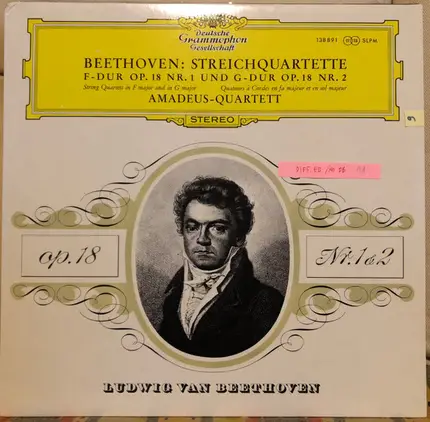 Deutsche
Grammophon
Gesellschaft
138 891 SLPM
BEETHOVEN: STREICHQUARTETTE
F-DUR OP. 18 NR. 1 UND G-DUR OP. 18 NR. 2
String Quartets in F major and in G major Quatuors à Cordes en fa majeur et en sol majeur
AMADEUS-QUARTETT
STEREO
op. 18
Nr. 1 & 2
LUDWIG VAN BEETHOVEN